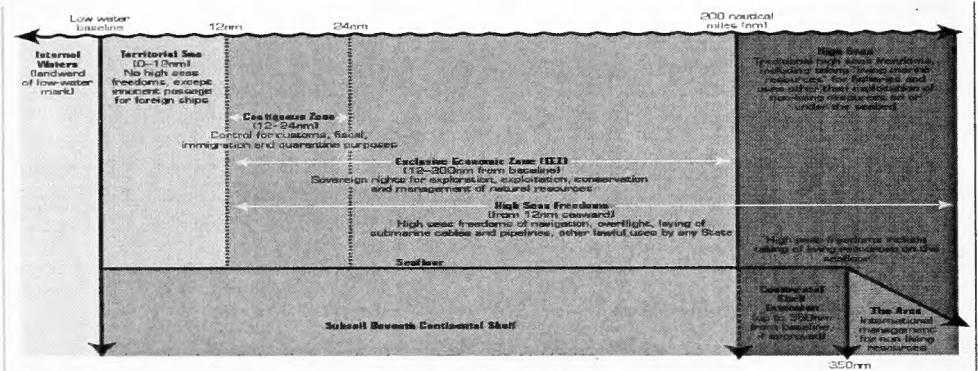 Low water
baseline
12nm
24nm
200 nautical
miles (nm)
Internal
Waters
(landward
of low-water
mark)
Territorial Sea
(0-12nm)
No high seas
freedoms, except
innocent passage
for foreign ships
Contiguous Zone
(12-24nm)
Control for customs, fiscal,
immigration and quarantine purposes
Exclusive Economic Zone (EEZ)
(12-200nm from baseline)
Sovereign rights for exploration, exploitation, conservation
and management of natural resources
High Seas Freedoms
(from 12nm seaward)
High seas freedoms of navigation, overflight, laying of
submarine cables and pipelines, other lawful uses by any State
High Seas
Traditional high seas freedoms,
including taking living marine
resources for fisheries and
uses other than exploitation of
non-living resources on or
under the seabed
High seas freedoms include
taking of living resources on the
seafloor
Seafloor
Subsoil Beneath Continental Shelf
Continental
Shelf
Extension
(up to 350nm
from baseline,
if approved)
The Area
International
management
for non living
resources
350nm